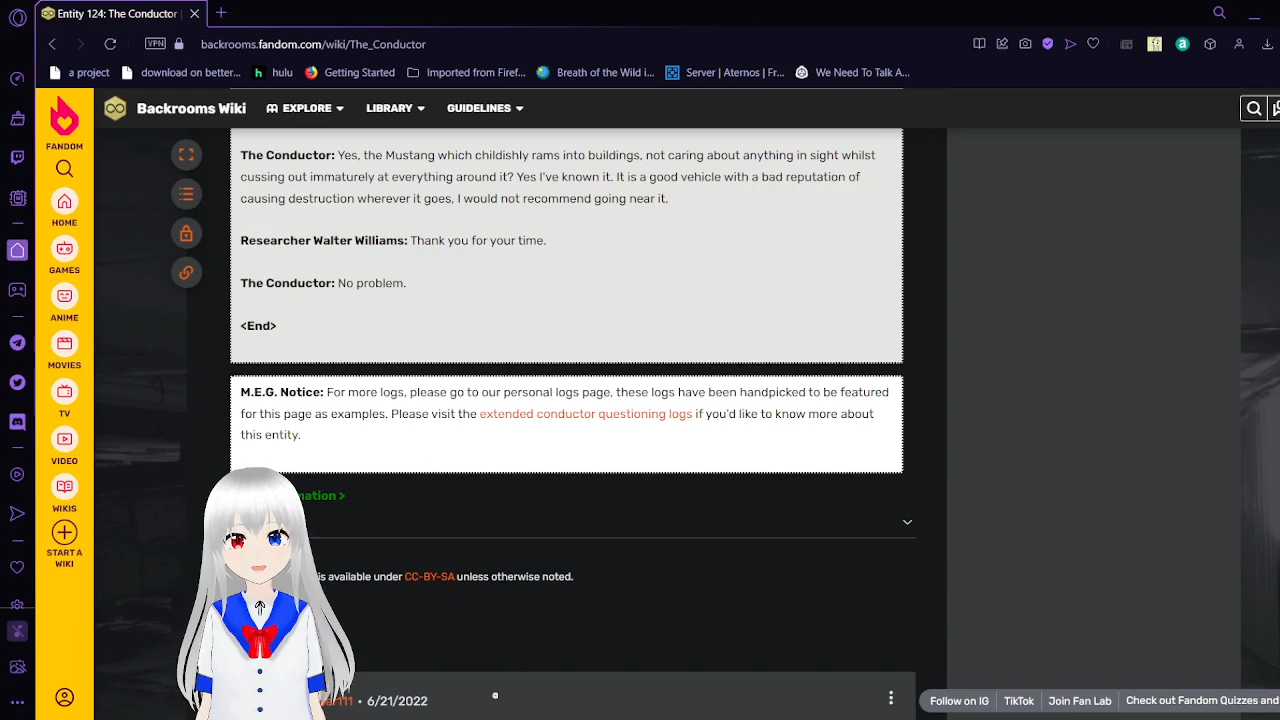 Entity 124: The Conductor
backrooms.fandom.com/wiki/The_Conductor
VPN
a project
download on better...
hulu
Getting Started
Imported from Firef...
Breath of the Wild i...
Server | Aternos | Fr...
We Need To Talk A...
Backrooms Wiki
EXPLORE
LIBRARY
GUIDELINES
FANDOM
HOME
GAMES
ANIME
MOVIES
TV
VIDEO
WIKIS
START A
WIKI
The Conductor: Yes, the Mustang which childishly rams into buildings, not caring about anything in sight whilst
cussing out immaturely at everything around it? Yes I've known it. It is a good vehicle with a bad reputation of
causing destruction wherever it goes, I would not recommend going near it.
Researcher Walter Williams: Thank you for your time.
The Conductor: No problem.
<End>
M.E.G. Notice: For more logs, please go to our personal logs page, these logs have been handpicked to be featured
for this page as examples. Please visit the extended conductor questioning logs if you'd like to know more about
this entity.
is available under CC-BY-SA unless otherwise noted.
111 • 6/21/2022
Follow on IG
TikTok
Join Fan Lab
Check out Fandom Quizzes and